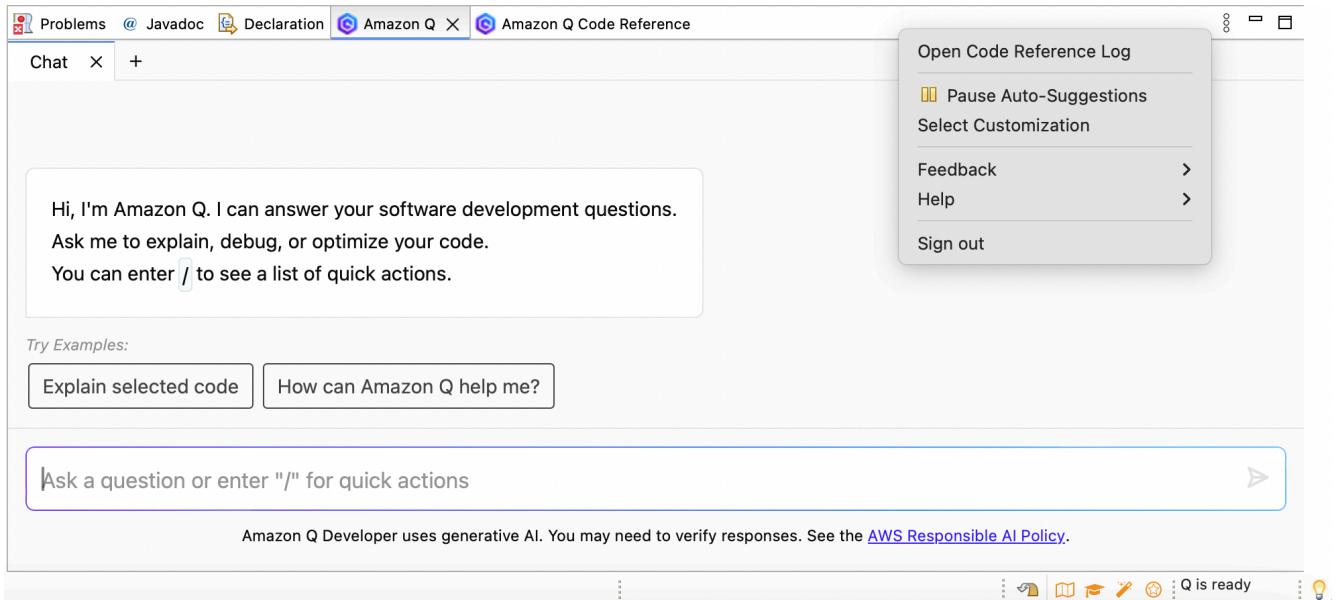 Problems @ Javadoc Declaration Amazon Q Amazon Q Code Reference
Chat
Open Code Reference Log
Pause Auto-Suggestions
Select Customization
Feedback
Help
Sign out
Hi, I'm Amazon Q. I can answer your software development questions.
Ask me to explain, debug, or optimize your code.
You can enter / to see a list of quick actions.
Try Examples:
Explain selected code How can Amazon Q help me?
Ask a question or enter "/" for quick actions
Amazon Q Developer uses generative AI. You may need to verify responses. See the AWS Responsible AI Policy.
Q is ready